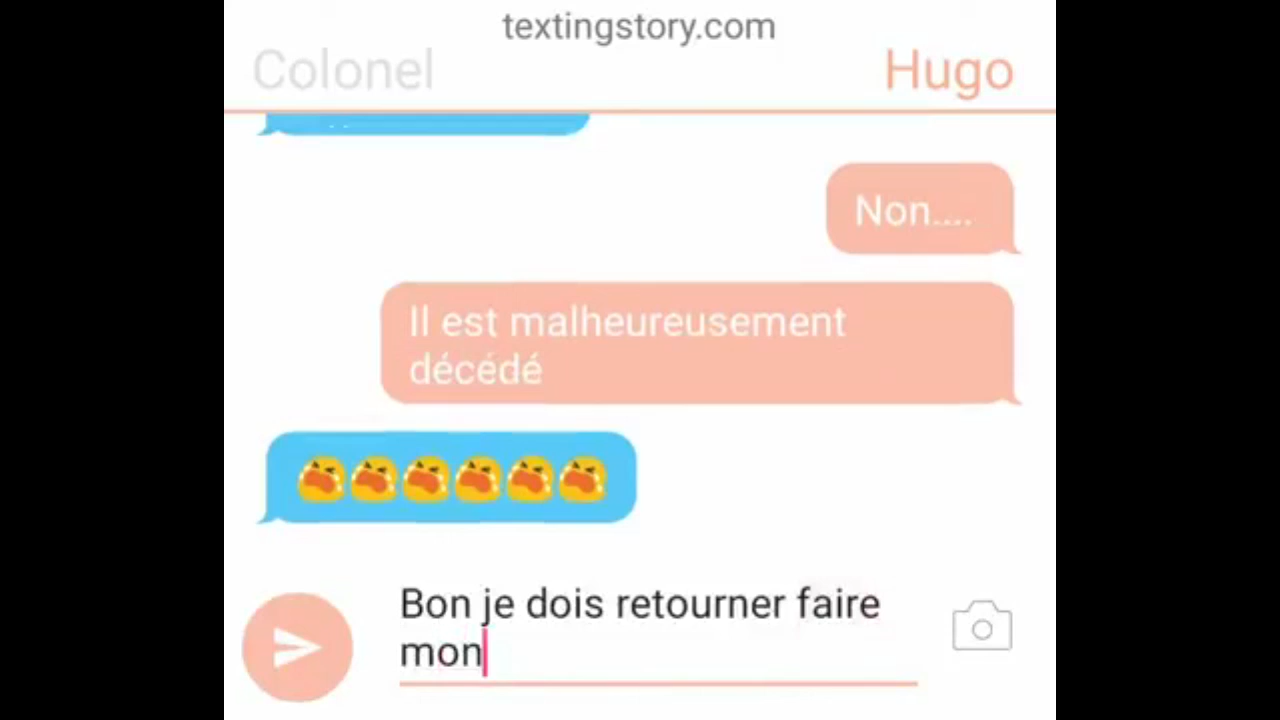 textingstory.com
Colonel Hugo
Non....
Il est malheureusement
décédé
😭😭😭😭😭😭
Bon je dois retourner faire
mon